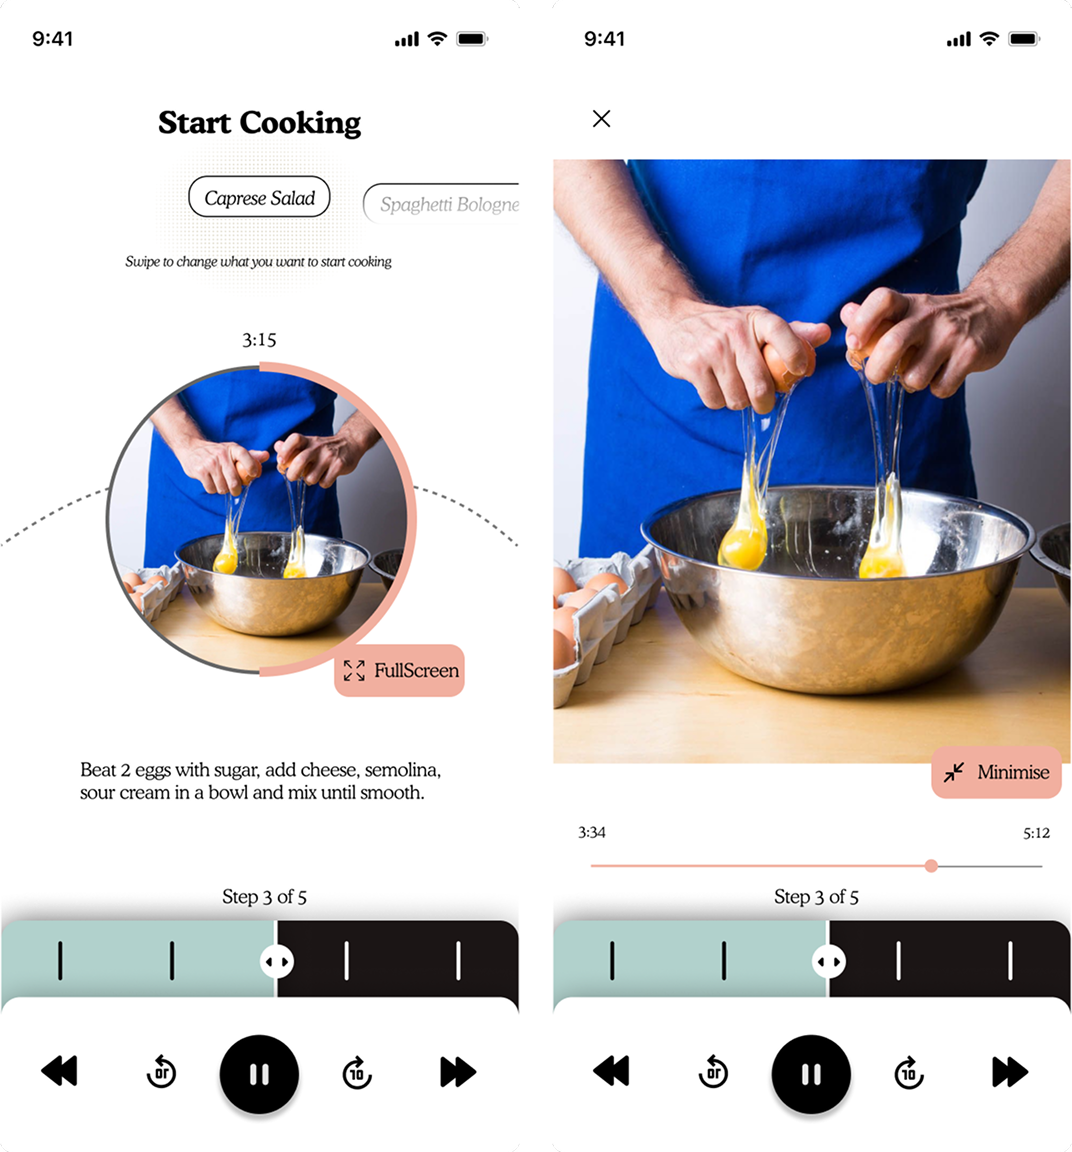 9:41
Start Cooking
Caprese Salad
Spaghetti Bologne
Swipe to change what you want to start cooking
3:15
FullScreen
Beat 2 eggs with sugar, add cheese, semolina,
sour cream in a bowl and mix until smooth.
Step 3 of 5
10
10
9:41
Minimise
3:34
5:12
Step 3 of 5
10
10